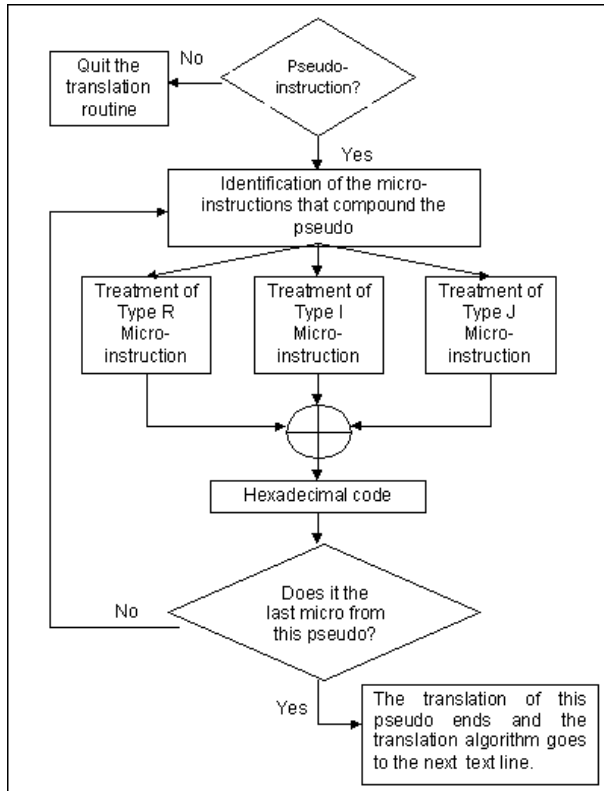 No
Quit the
translation
routine
Pseudo-
instruction?
Yes
Identification of the micro-
instructions that compound the
pseudo
Treatment of
Type R
Micro-
instruction
Treatment of
Type I
Micro-
instruction
Treatment of
Type J
Micro-
instruction
Hexadecimal code
Does it the
last micro from
this pseudo?
No
Yes
The translation of this
pseudo ends and the
translation algorithm goes
to the next text line.